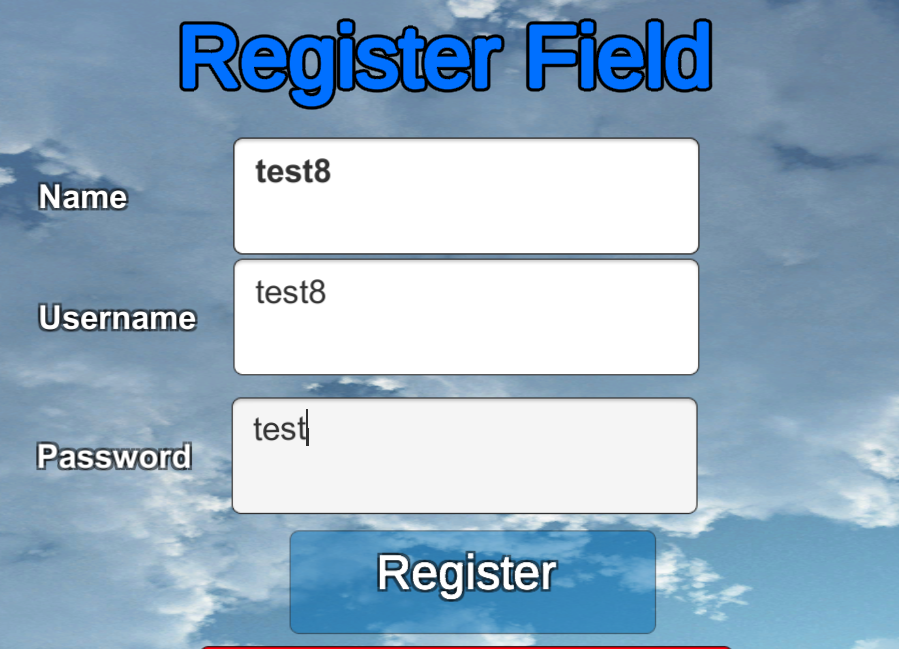 Register Field
Name
test8
Username
test8
Password
test
Register